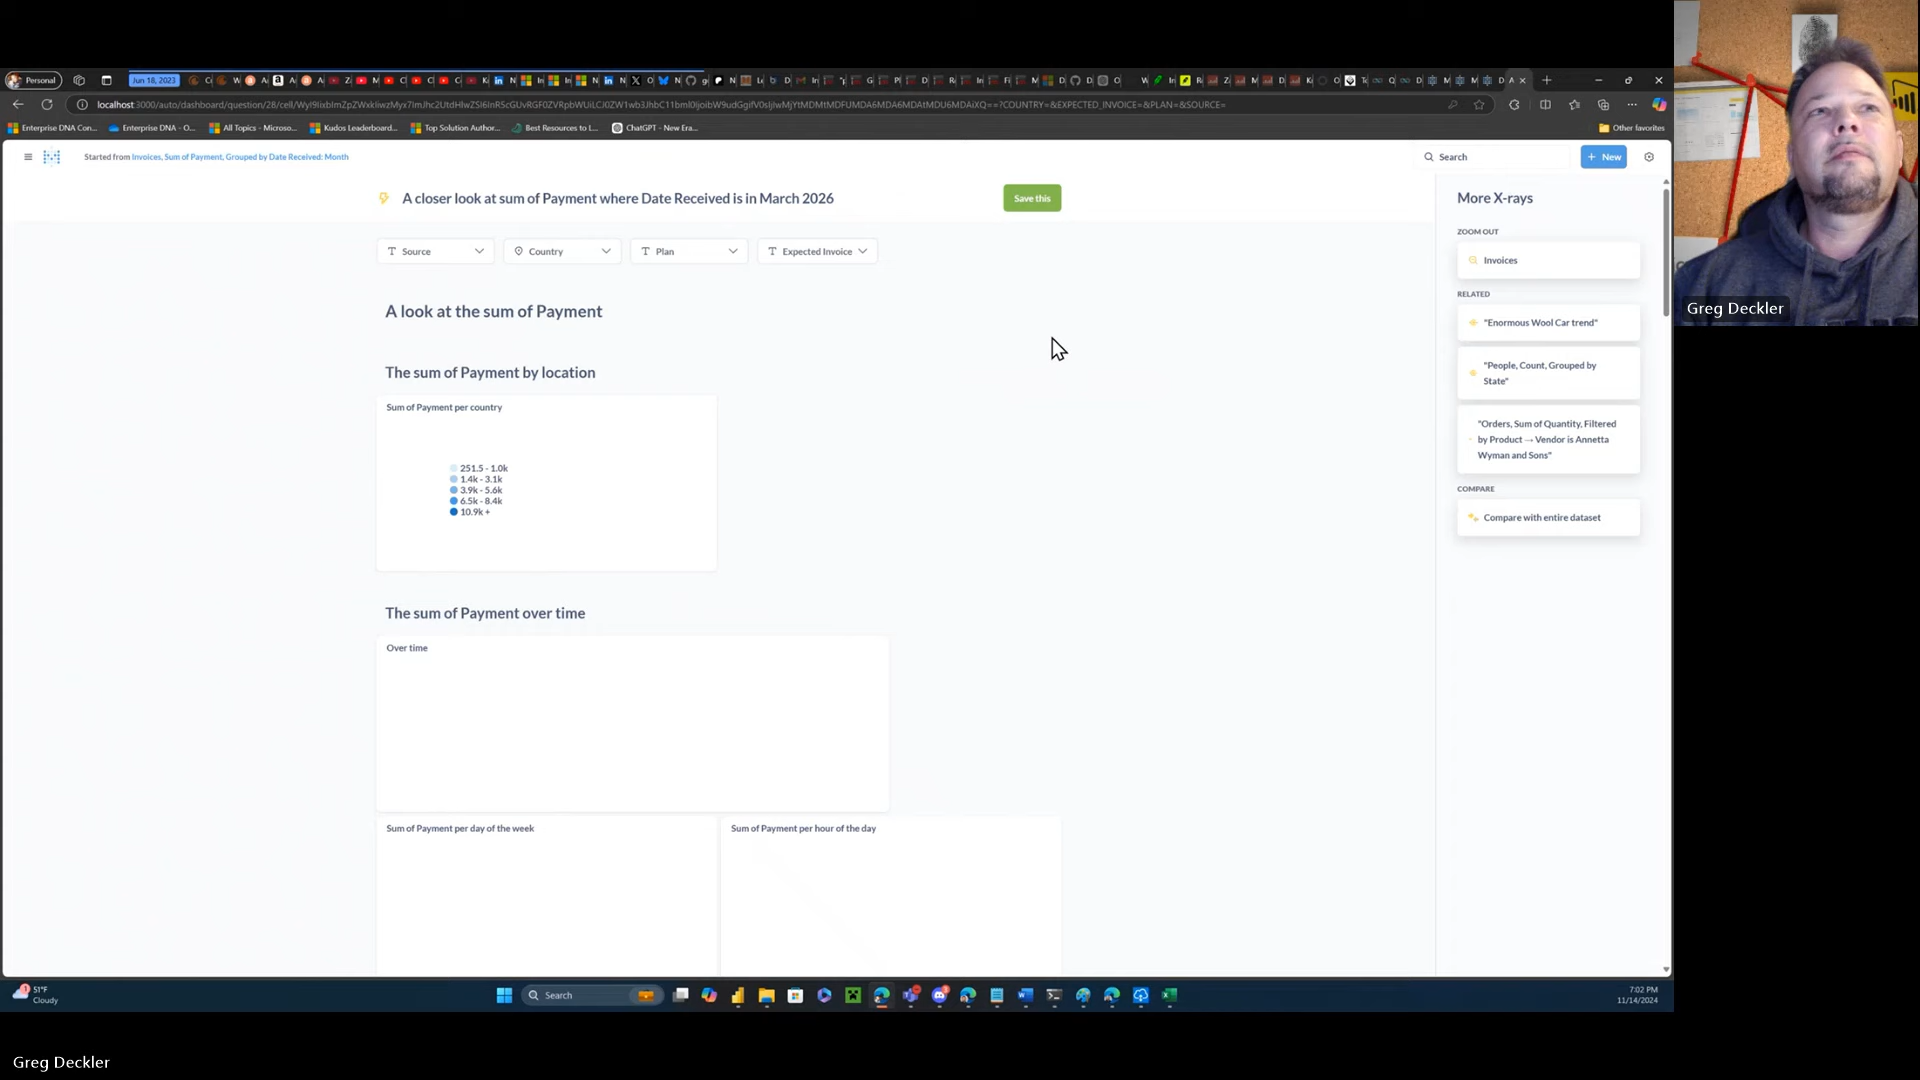 Personal
Jun 18, 2023
localhost:3000/auto/dashboard/question/28/cell/
?COUNTRY=&EXPECTED_INVOICE=&PLAN=&SOURCE=
Enterprise DNA Con...
Enterprise DNA - O...
All Topics - Microso...
Kudos Leaderboard...
Top Solution Author...
Best Resources to L...
ChatGPT - New Era...
Other favorites
Started from Invoices, Sum of Payment, Grouped by Date Received: Month
Search
+ New
A closer look at sum of Payment where Date Received is in March 2026
Save this
Source
Country
Plan
Expected Invoice
A look at the sum of Payment
The sum of Payment by location
Sum of Payment per country
251.5 - 1.0k
1.4k - 3.1k
3.9k - 5.6k
6.5k - 8.4k
10.9k +
The sum of Payment over time
Over time
Sum of Payment per day of the week
Sum of Payment per hour of the day
More X-rays
ZOOM OUT
Invoices
RELATED
"Enormous Wool Car trend"
"People, Count, Grouped by
State"
"Orders, Sum of Quantity, Filtered
by Product → Vendor is Annetta
Wyman and Sons"
COMPARE
Compare with entire dataset
Greg Deckler
51°F
Cloudy
Search
7:02 PM
11/14/2024
Greg Deckler